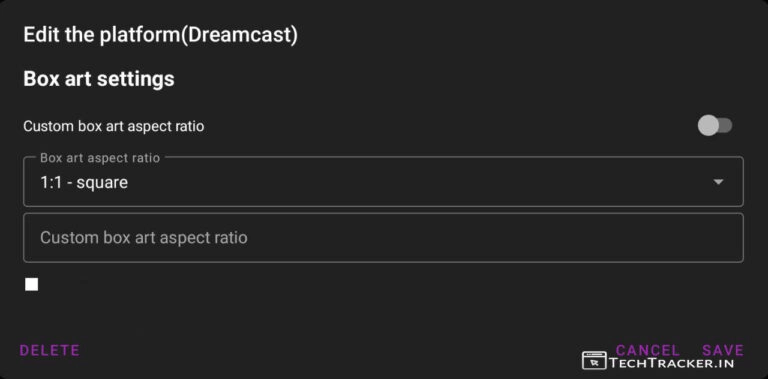 Edit the platform(Dreamcast)
Box art settings
Custom box art aspect ratio
Box art aspect ratio
1:1 - square
Custom box art aspect ratio
DELETE
CANCEL
SAVE
TECHTRACKER.IN